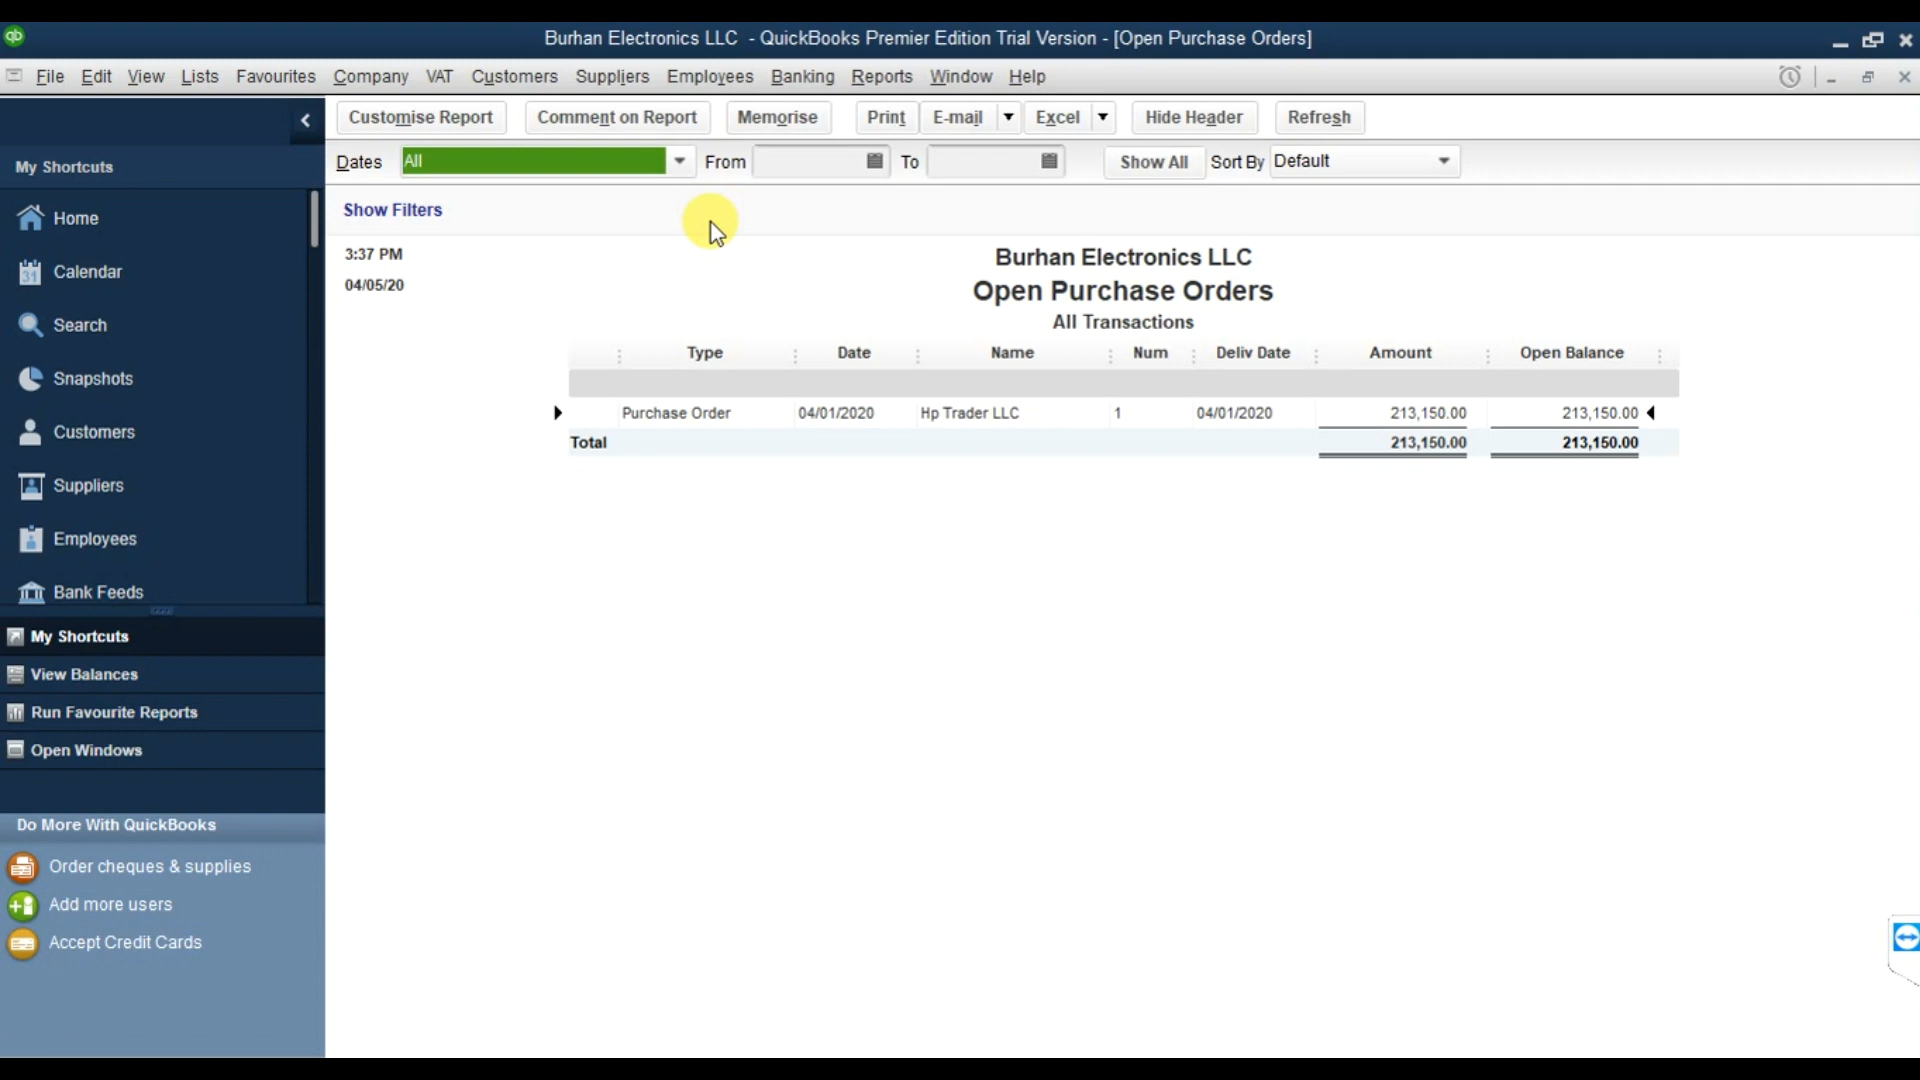 qb
Burhan Electronics LLC - QuickBooks Premier Edition Trial Version - [Open Purchase Orders]
File Edit View Lists Favourites Company VAT Customers Suppliers Employees Banking Reports Window Help
Customise Report Comment on Report Memorise Print E-mail Excel Hide Header Refresh
Dates All From To Show All Sort By Default
My Shortcuts
Show Filters
Home
Calendar
31
Search
Snapshots
Customers
Suppliers
Employees
Bank Feeds
My Shortcuts
View Balances
Run Favourite Reports
Open Windows
Do More With QuickBooks
Order cheques & supplies
Add more users
Accept Credit Cards
3:37 PM
04/05/20
Burhan Electronics LLC
Open Purchase Orders
All Transactions
Type Date Name Num Deliv Date Amount Open Balance
Purchase Order 04/01/2020 Hp Trader LLC 1 04/01/2020 213,150.00 213,150.00
Total 213,150.00 213,150.00